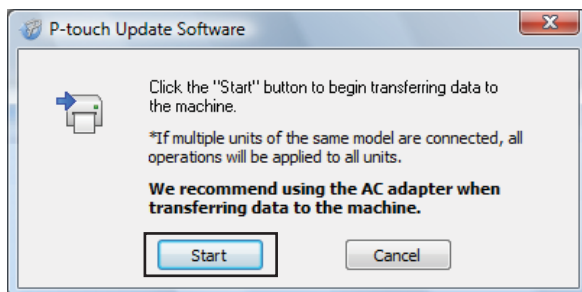 P-touch Update Software
Click the "Start" button to begin transferring data to
the machine.
*If multiple units of the same model are connected, all
operations will be applied to all units.
We recommend using the AC adapter when
transferring data to the machine.
Start
Cancel